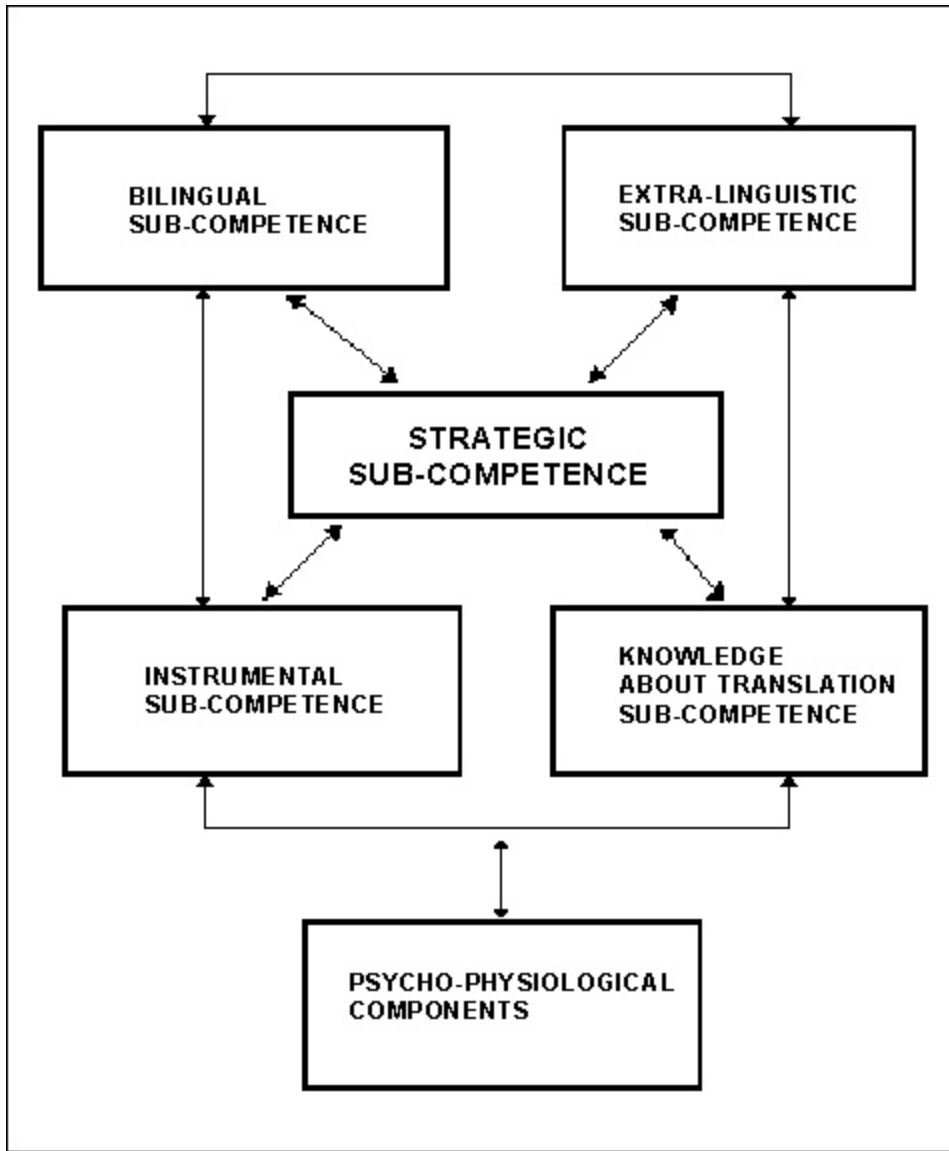 BILINGUAL
SUB-COMPETENCE
EXTRA-LINGUISTIC
SUB-COMPETENCE
STRATEGIC
SUB-COMPETENCE
INSTRUMENTAL
SUB-COMPETENCE
KNOWLEDGE
ABOUT TRANSLATION
SUB-COMPETENCE
PSYCHO-PHYSIOLOGICAL
COMPONENTS